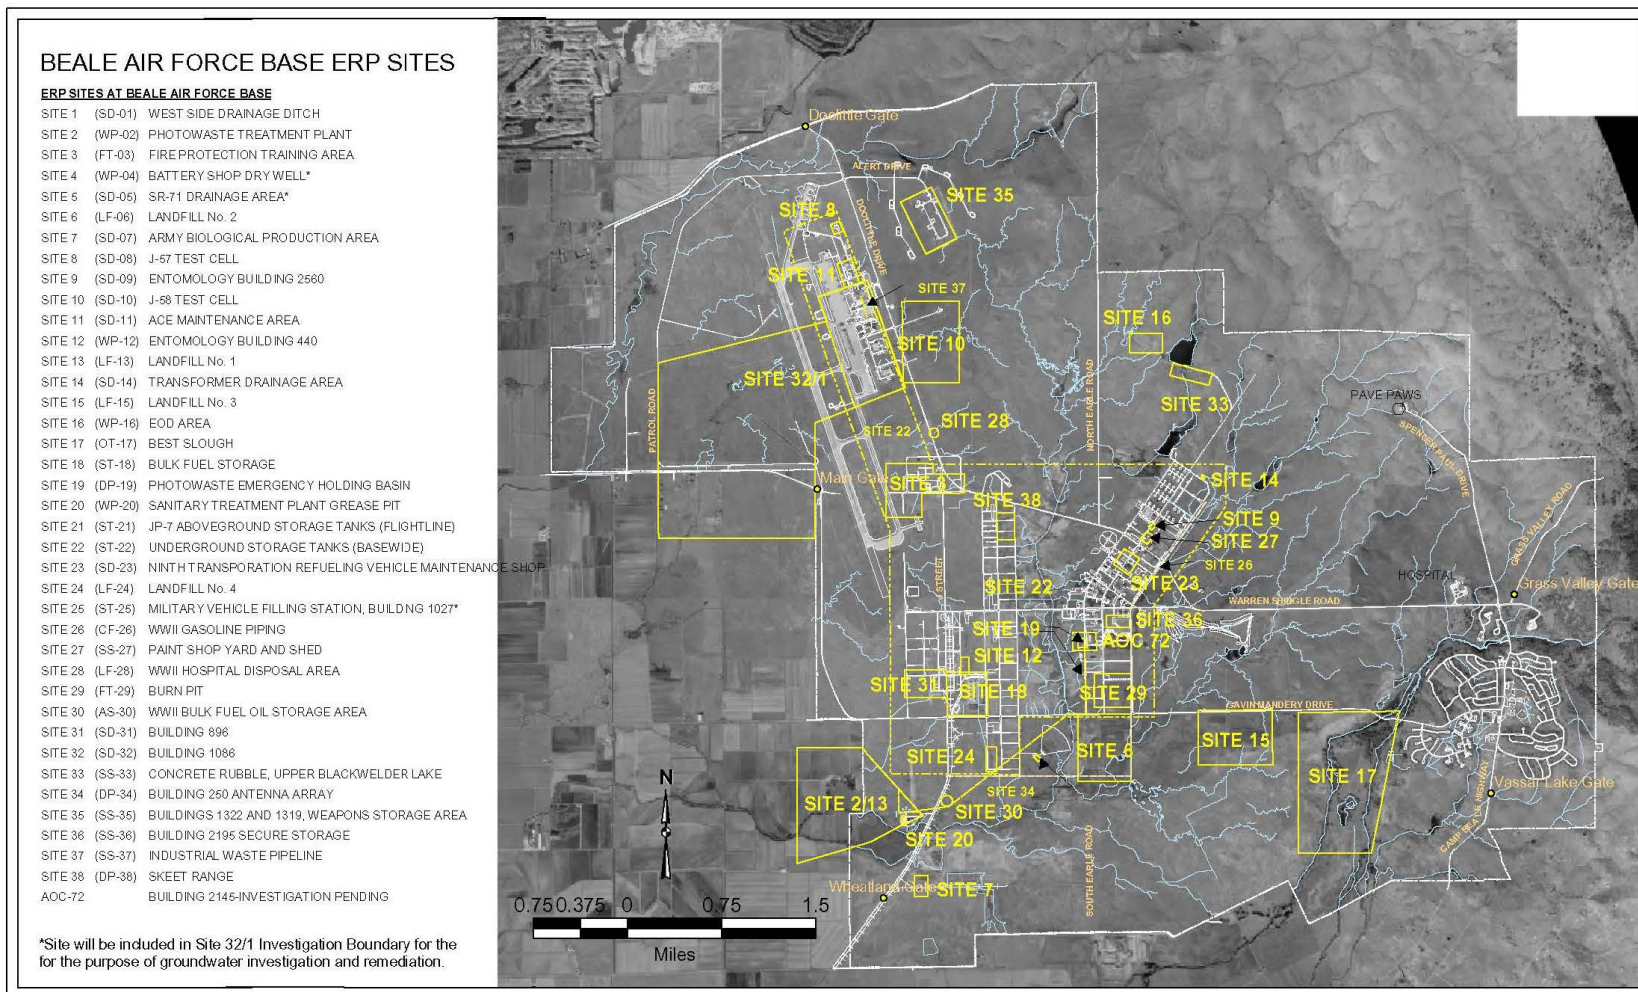 BEALE AIR FORCE BASE ERP SITES
ERP SITES AT BEALE AIR FORCE BASE
SITE 1 (SD-01) WEST SIDE DRAINAGE DITCH
SITE 2 (WP-02) PHOTOWASTE TREATMENT PLANT
SITE 3 (FT-03) FIRE PROTECTION TRAINING AREA
SITE 4 (WP-04) BATTERY SHOP DRY WELL*
SITE 5 (SD-05) SR-71 DRAINAGE AREA*
SITE 6 (LF-06) LANDFILL No. 2
SITE 7 (SD-07) ARMY BIOLOGICAL PRODUCTION AREA
SITE 8 (SD-08) J-57 TEST CELL
SITE 9 (SD-09) ENTOMOLOGY BUILDING 2560
SITE 10 (SD-10) J-58 TEST CELL
SITE 11 (SD-11) ACE MAINTENANCE AREA
SITE 12 (WP-12) ENTOMOLOGY BUILDING 440
SITE 13 (LF-13) LANDFILL No. 1
SITE 14 (SD-14) TRANSFORMER DRAINAGE AREA
SITE 15 (LF-15) LANDFILL No. 3
SITE 16 (WP-16) EOD AREA
SITE 17 (OT-17) BEST SLOUGH
SITE 18 (ST-18) BULK FUEL STORAGE
SITE 19 (DP-19) PHOTOWASTE EMERGENCY HOLDING BASIN
SITE 20 (WP-20) SANITARY TREATMENT PLANT GREASE PIT
SITE 21 (ST-21) JP-7 ABOVEGROUND STORAGE TANKS (FLIGHTLINE)
SITE 22 (ST-22) UNDERGROUND STORAGE TANKS (BASEWIDE)
SITE 23 (SD-23) NINTH TRANSPORATION REFUELING VEHICLE MAINTENANCE SHOP
SITE 24 (LF-24) LANDFILL No. 4
SITE 25 (ST-25) MILITARY VEHICLE FILLING STATION, BUILDING 1027*
SITE 26 (CF-26) WWII GASOLINE PIPING
SITE 27 (SS-27) PAINT SHOP YARD AND SHED
SITE 28 (LF-28) WWII HOSPITAL DISPOSAL AREA
SITE 29 (FT-29) BURN PIT
SITE 30 (AS-30) WWII BULK FUEL OIL STORAGE AREA
SITE 31 (SD-31) BUILDING 896
SITE 32 (SD-32) BUILDING 1086
SITE 33 (SS-33) CONCRETE RUBBLE, UPPER BLACKWELDER LAKE
SITE 34 (DP-34) BUILDING 250 ANTENNA ARRAY
SITE 35 (SS-35) BUILDINGS 1322 AND 1319, WEAPONS STORAGE AREA
SITE 36 (SS-36) BUILDING 2195 SECURE STORAGE
SITE 37 (SS-37) INDUSTRIAL WASTE PIPELINE
SITE 38 (DP-38) SKEET RANGE
AOC-72 BUILDING 2145-INVESTIGATION PENDING
*Site will be included in Site 32/1 Investigation Boundary for the
for the purpose of groundwater investigation and remediation.
Doolittle Gate
ALERT DRIVE
SITE 35
SITE 8
DOOLITTLE DRIVE
SITE 11
SITE 37
SITE 16
SITE 10
SITE 32/1
NORTH EARLE ROAD
SITE 33
PAVE PAWS
PATROL ROAD
SITE 28
SITE 22
SPENCER PAUL DRIVE
Main Gate
SITE 3
SITE 14
SITE 38
GRASS VALLEY ROAD
SITE 9
SITE 27
SITE 26
J STREET
SITE 22
SITE 23
HOSPITAL
Grass Valley Gate
WARREN SHINGLE ROAD
SITE 36
SITE 19
AOC 72
SITE 12
SITE 31
SITE 18
SITE 29
GAVIN MANDERY DRIVE
SITE 24
SITE 6
SITE 15
SITE 17
N
SITE 34
Vassar Lake Gate
SITE 2/13
SITE 30
SITE 20
CAMP BEALE HIGHWAY
SOUTH EARLE ROAD
Wheatland Gate
SITE 7
0.75 0.375 0 0.75 1.5
Miles